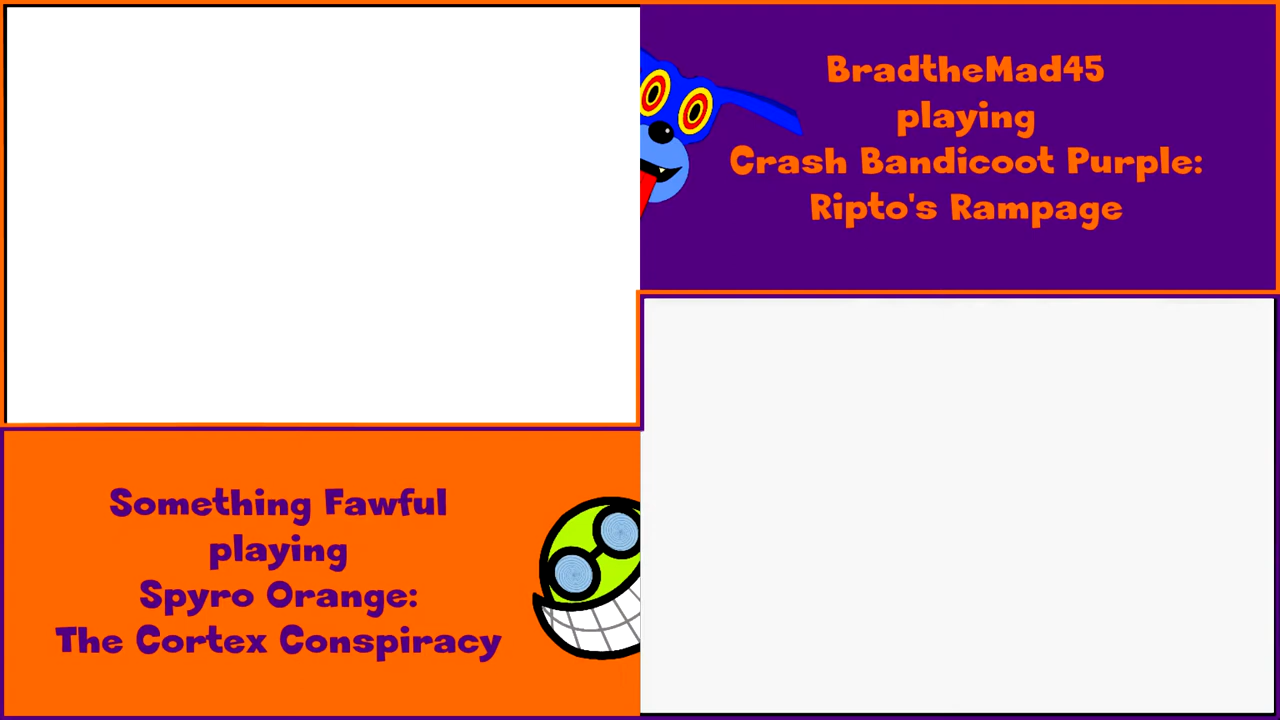 BradtheMad45
playing
Crash Bandicoot Purple:
Ripto's Rampage
Something Fawful
playing
Spyro Orange:
The Cortex Conspiracy